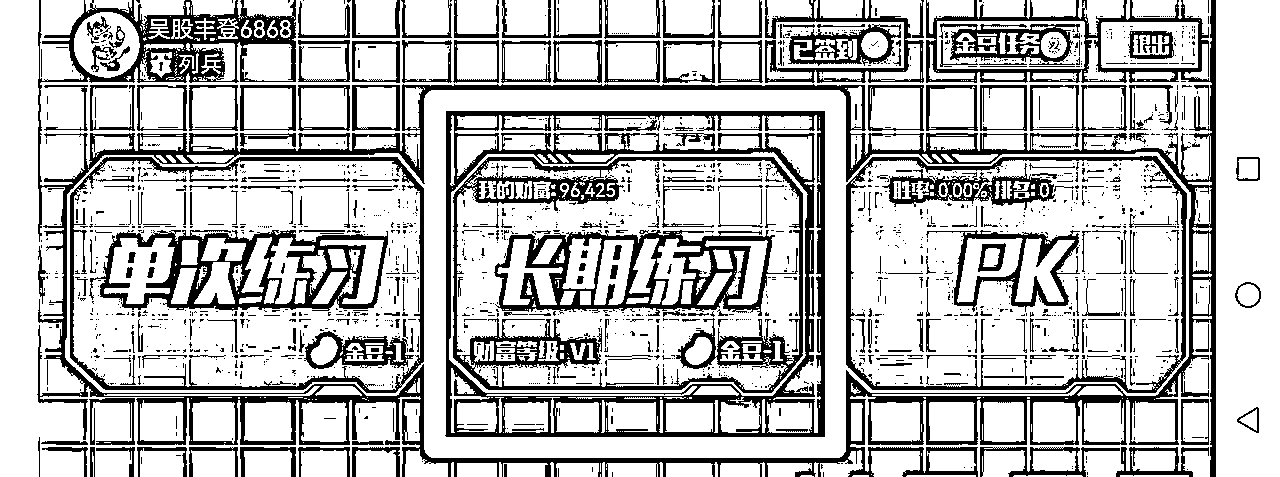 吴股丰登6868
列兵
已签到
金豆任务
退出
单次练习
金豆-1
我的财富:96,425
长期练习
财富等级:V1
金豆-1
胜率:0.00% 排名:0
PK